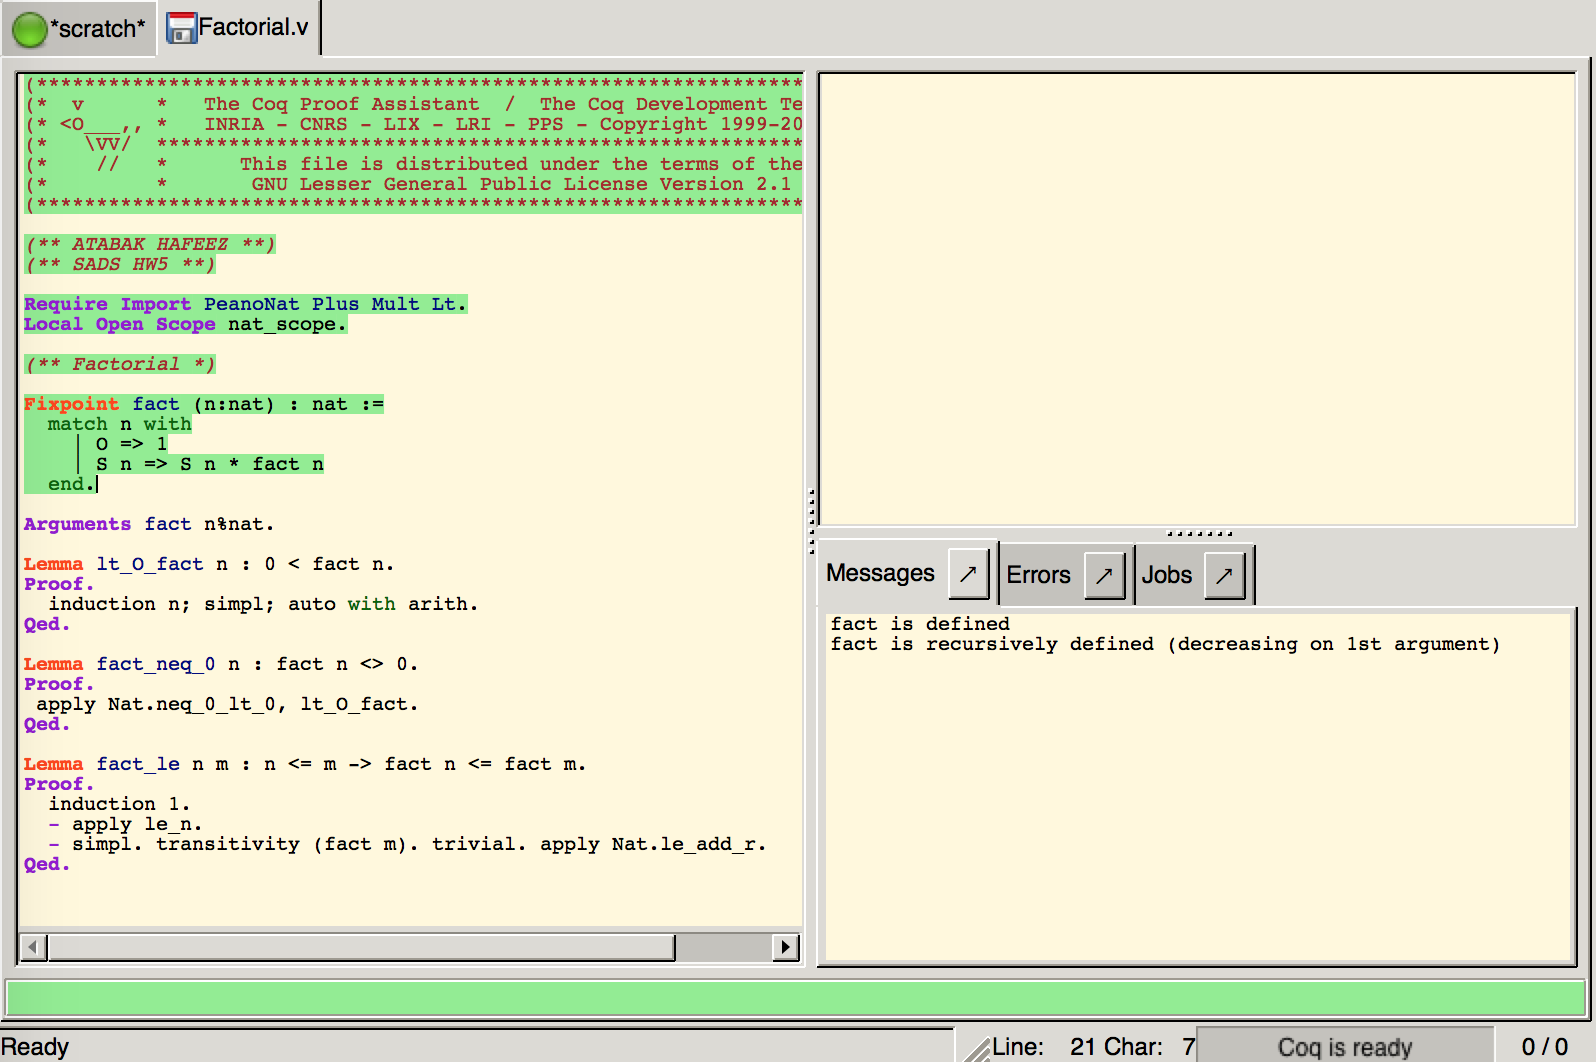 *scratch*
Factorial.v
(****************************************************************
(*  v      *   The Coq Proof Assistant  /  The Coq Development Te
(* <O___,, *   INRIA - CNRS - LIX - LRI - PPS - Copyright 1999-20
(*   \VV/  ******************************************************
(*    //   *      This file is distributed under the terms of the
(*         *       GNU Lesser General Public License Version 2.1
(****************************************************************
(** ATABAK HAFEEZ **)
(** SADS HW5 **)
Require Import PeanoNat Plus Mult Lt.
Local Open Scope nat_scope.
(** Factorial *)
Fixpoint fact (n:nat) : nat :=
  match n with
    | O => 1
    | S n => S n * fact n
  end.
Arguments fact n%nat.
Lemma lt_O_fact n : 0 < fact n.
Proof.
  induction n; simpl; auto with arith.
Qed.
Lemma fact_neq_0 n : fact n <> 0.
Proof.
 apply Nat.neq_0_lt_0, lt_O_fact.
Qed.
Lemma fact_le n m : n <= m -> fact n <= fact m.
Proof.
  induction 1.
  - apply le_n.
  - simpl. transitivity (fact m). trivial. apply Nat.le_add_r.
Qed.
Messages
Errors
Jobs
fact is defined
fact is recursively defined (decreasing on 1st argument)
Ready
Line: 21 Char: 7
Coq is ready
0 / 0